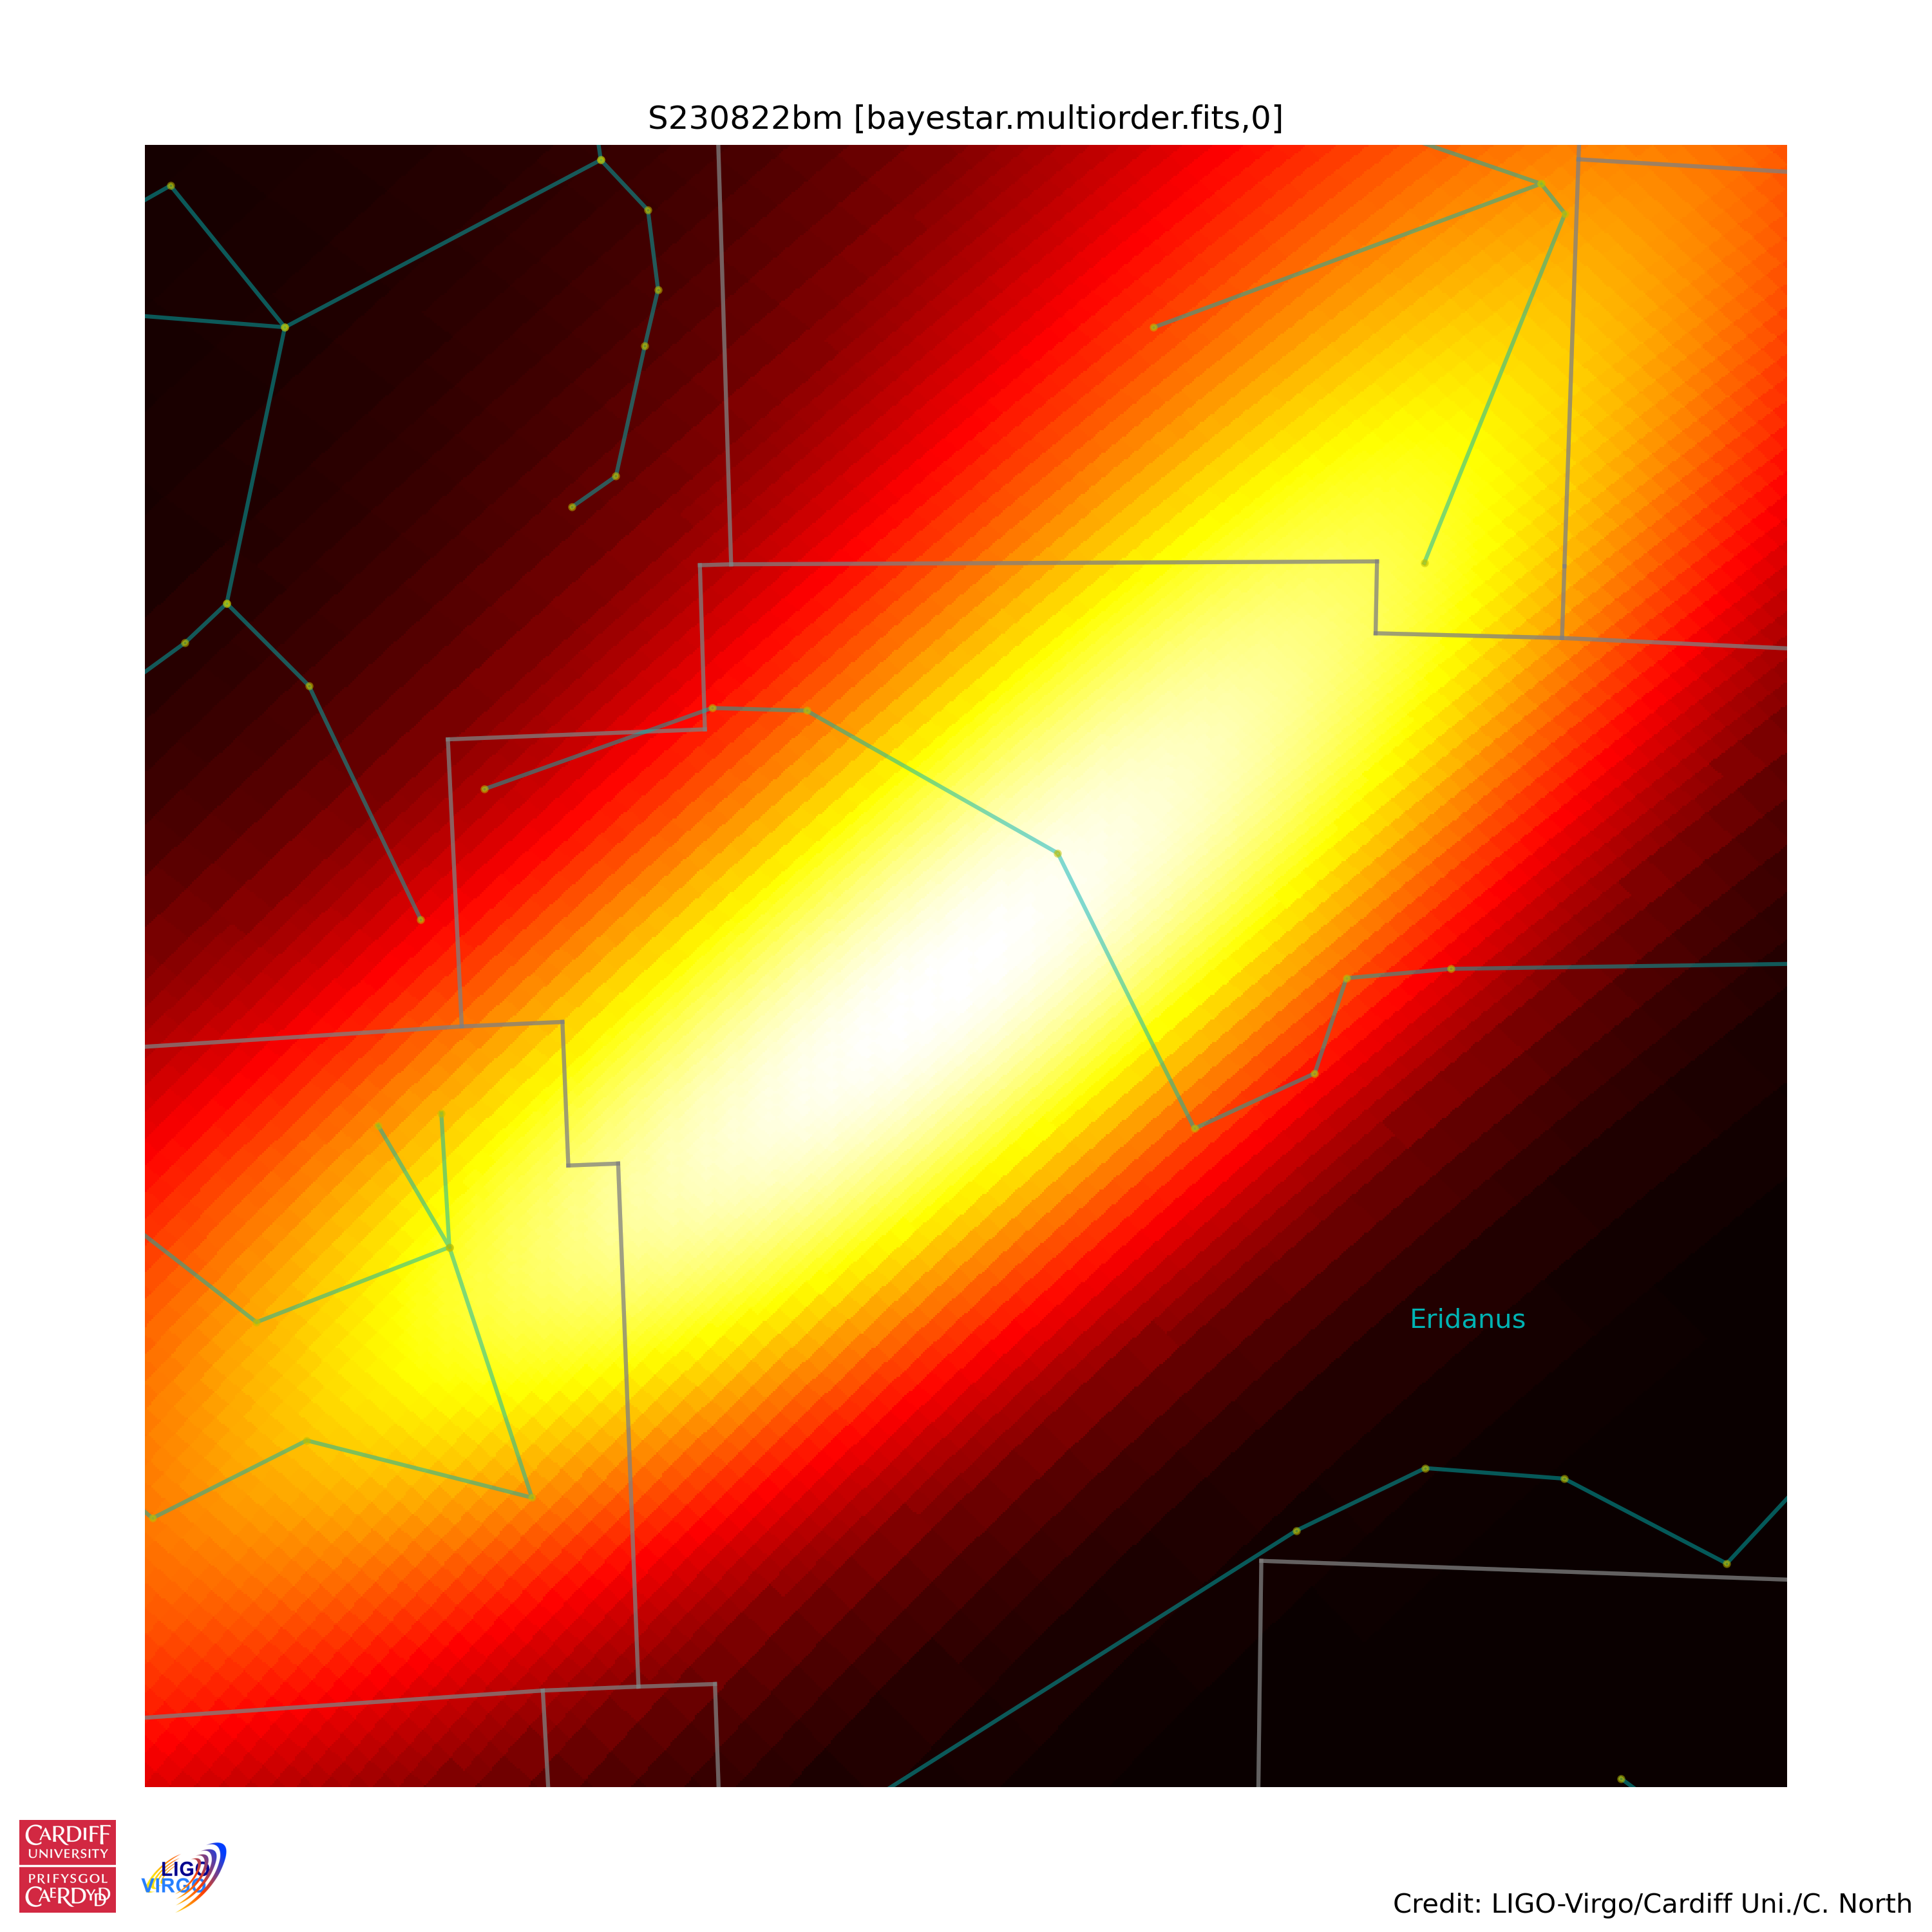 S230822bm [bayestar.multiorder.fits,0]
Eridanus
CARDIFF
UNIVERSITY
PRIFYSGOL
CAERDYDD
LIGO
VIRGO
Credit: LIGO-Virgo/Cardiff Uni./C. North